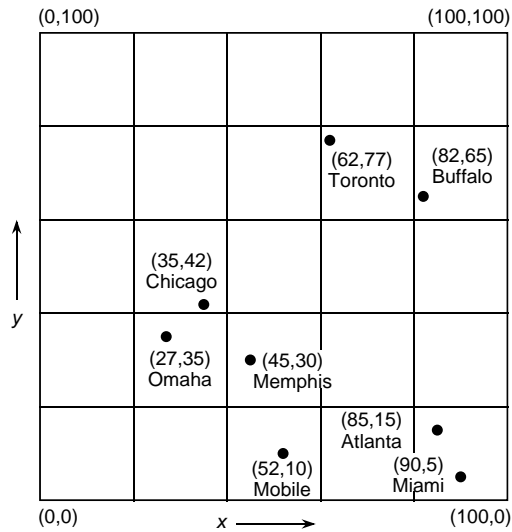 (0,100)
(100,100)
(62,77)
Toronto
(82,65)
Buffalo
(35,42)
Chicago
y
(27,35)
Omaha
(45,30)
Memphis
(85,15)
Atlanta
(52,10)
Mobile
(90,5)
Miami
(0,0)
x
(100,0)